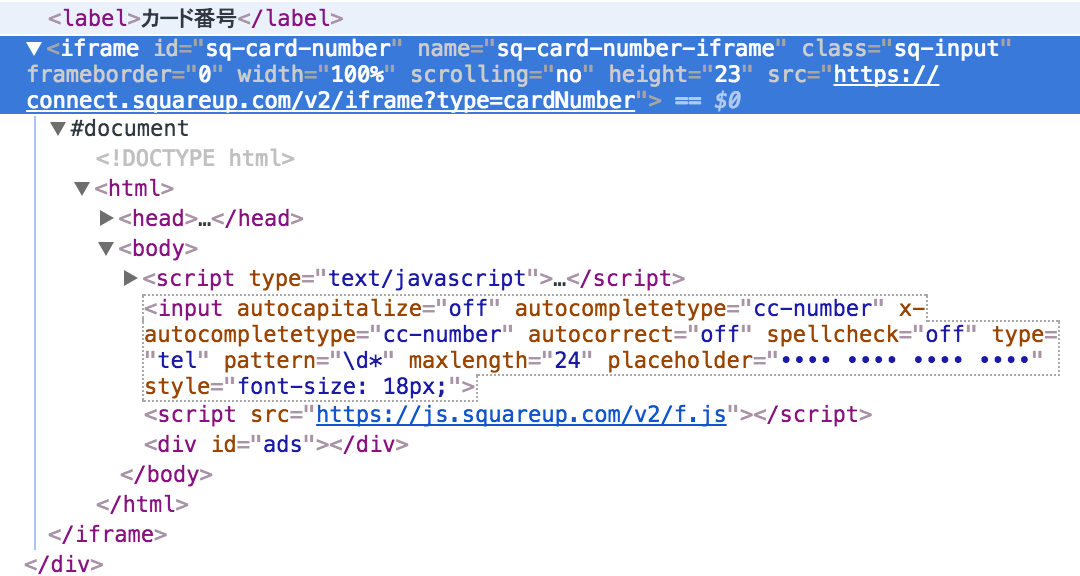 <label>カード番号</label>
▼<iframe id="sq-card-number" name="sq-card-number-iframe" class="sq-input"
frameborder="0" width="100%" scrolling="no" height="23" src="https://
connect.squareup.com/v2/iframe?type=cardNumber"> == $0
▼#document
<!DOCTYPE html>
▼<html>
▶<head>…</head>
▼<body>
▶<script type="text/javascript">…</script>
<input autocapitalize="off" autocompletetype="cc-number" x-
autocompletetype="cc-number" autocorrect="off" spellcheck="off" type=
"tel" pattern="\d*" maxlength="24" placeholder="•••• •••• •••• ••••"
style="font-size: 18px;">
<script src="https://js.squareup.com/v2/f.js"></script>
<div id="ads"></div>
</body>
</html>
</iframe>
</div>